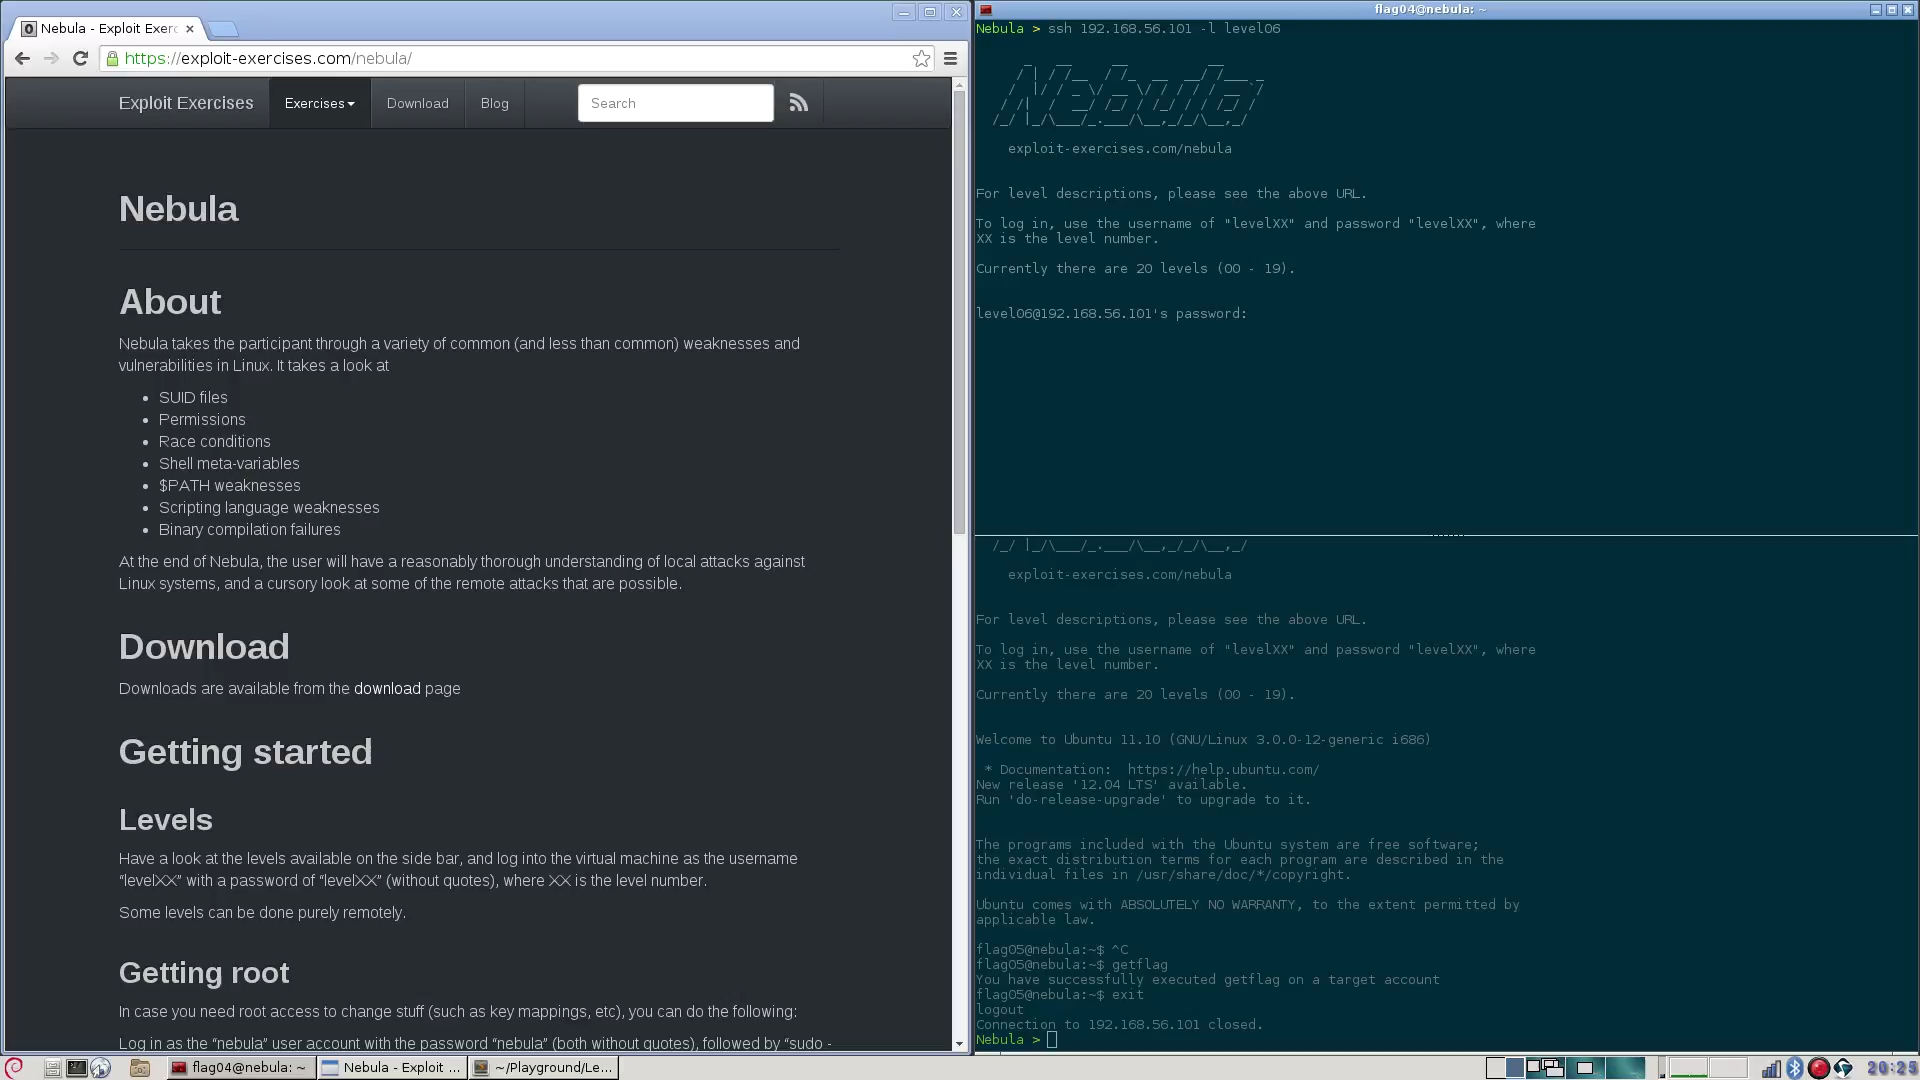 Nebula - Exploit Exerc
https://exploit-exercises.com/nebula/
Exploit Exercises
Exercises
Download
Blog
Search
Nebula
About
Nebula takes the participant through a variety of common (and less than common) weaknesses and
vulnerabilities in Linux. It takes a look at
SUID files
Permissions
Race conditions
Shell meta-variables
$PATH weaknesses
Scripting language weaknesses
Binary compilation failures
At the end of Nebula, the user will have a reasonably thorough understanding of local attacks against
Linux systems, and a cursory look at some of the remote attacks that are possible.
Download
Downloads are available from the download page
Getting started
Levels
Have a look at the levels available on the side bar, and log into the virtual machine as the username
“levelXX” with a password of “levelXX” (without quotes), where XX is the level number.
Some levels can be done purely remotely.
Getting root
In case you need root access to change stuff (such as key mappings, etc), you can do the following:
Log in as the “nebula” user account with the password “nebula” (both without quotes), followed by “sudo -
flag04@nebula: ~
Nebula > ssh 192.168.56.101 -l level06
Nebula
exploit-exercises.com/nebula
For level descriptions, please see the above URL.
To log in, use the username of "levelXX" and password "levelXX", where
XX is the level number.
Currently there are 20 levels (00 - 19).
level06@192.168.56.101's password:
exploit-exercises.com/nebula
For level descriptions, please see the above URL.
To log in, use the username of "levelXX" and password "levelXX", where
XX is the level number.
Currently there are 20 levels (00 - 19).
Welcome to Ubuntu 11.10 (GNU/Linux 3.0.0-12-generic i686)
* Documentation:  https://help.ubuntu.com/
New release '12.04 LTS' available.
Run 'do-release-upgrade' to upgrade to it.
The programs included with the Ubuntu system are free software;
the exact distribution terms for each program are described in the
individual files in /usr/share/doc/*/copyright.
Ubuntu comes with ABSOLUTELY NO WARRANTY, to the extent permitted by
applicable law.
flag05@nebula:~$ ^C
flag05@nebula:~$ getflag
You have successfully executed getflag on a target account
flag05@nebula:~$ exit
logout
Connection to 192.168.56.101 closed.
Nebula >
flag04@nebula: ~
Nebula - Exploit ...
~/Playground/Le...
20:25